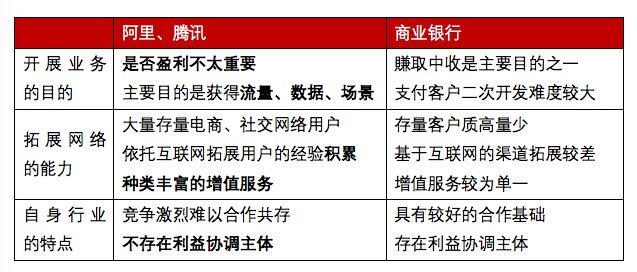 阿里、腾讯 商业银行
开展业务的目的
是否盈利不太重要
主要目的是获得流量、数据、场景
赚取中收是主要目的之一
支付客户二次开发难度较大
拓展网络的能力
大量存量电商、社交网络用户
依托互联网拓展用户的经验积累
种类丰富的增值服务
存量客户质高量少
基于互联网的渠道拓展较差
增值服务较为单一
自身行业的特点
竞争激烈难以合作共存
不存在利益协调主体
具有较好的合作基础
存在利益协调主体